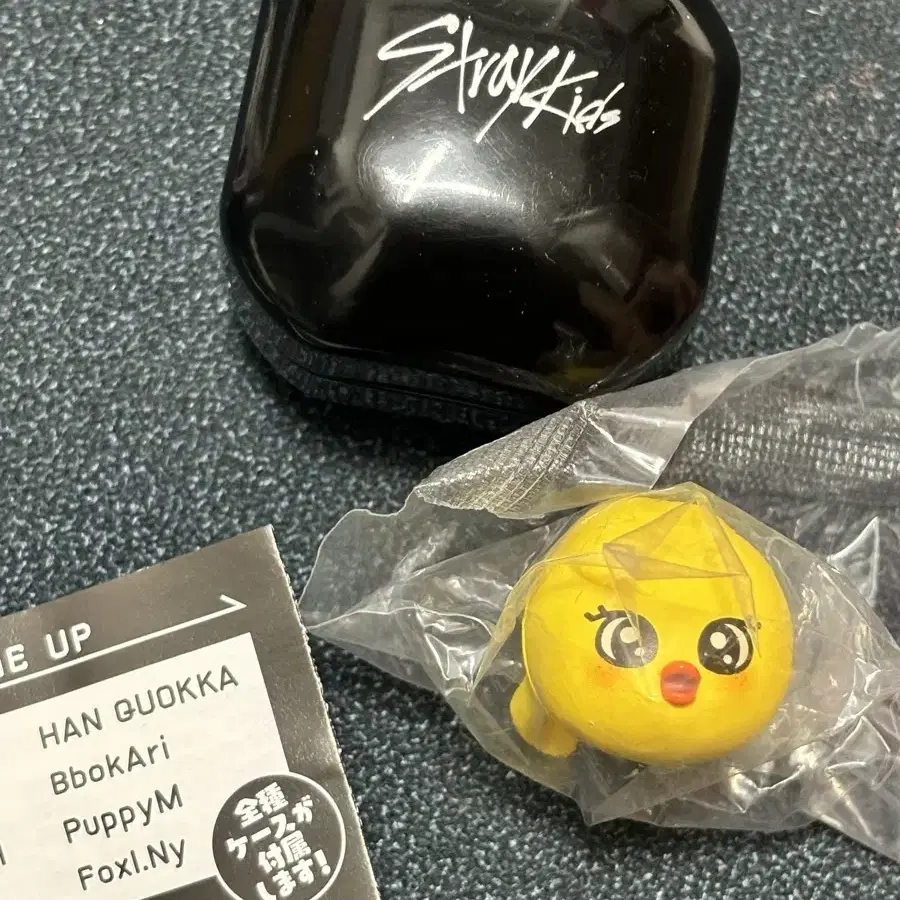 Stray Kids
NE UP
HAN QUOKKA
BbokAri
PuppyM
FoxI.Ny
全種
ケースが
付属
します!